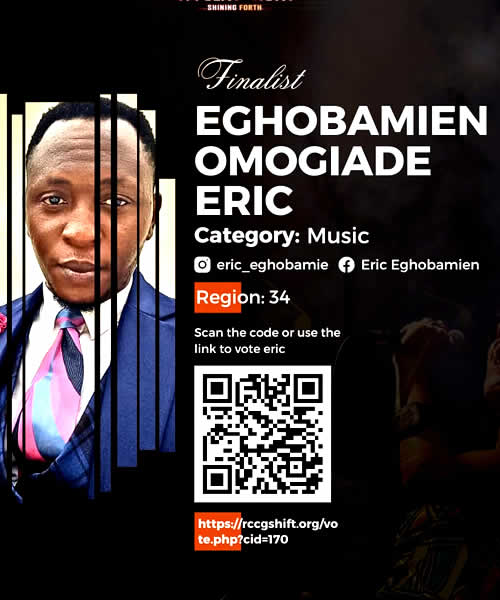 SHINING FORTH
Finalist
EGHOBAMIEN
OMOGIADE
ERIC
Category: Music
eric_eghobamie Eric Eghobamien
Region: 34
Scan the code or use the
link to vote eric
https://rccgshift.org/vo
te.php?cid=170